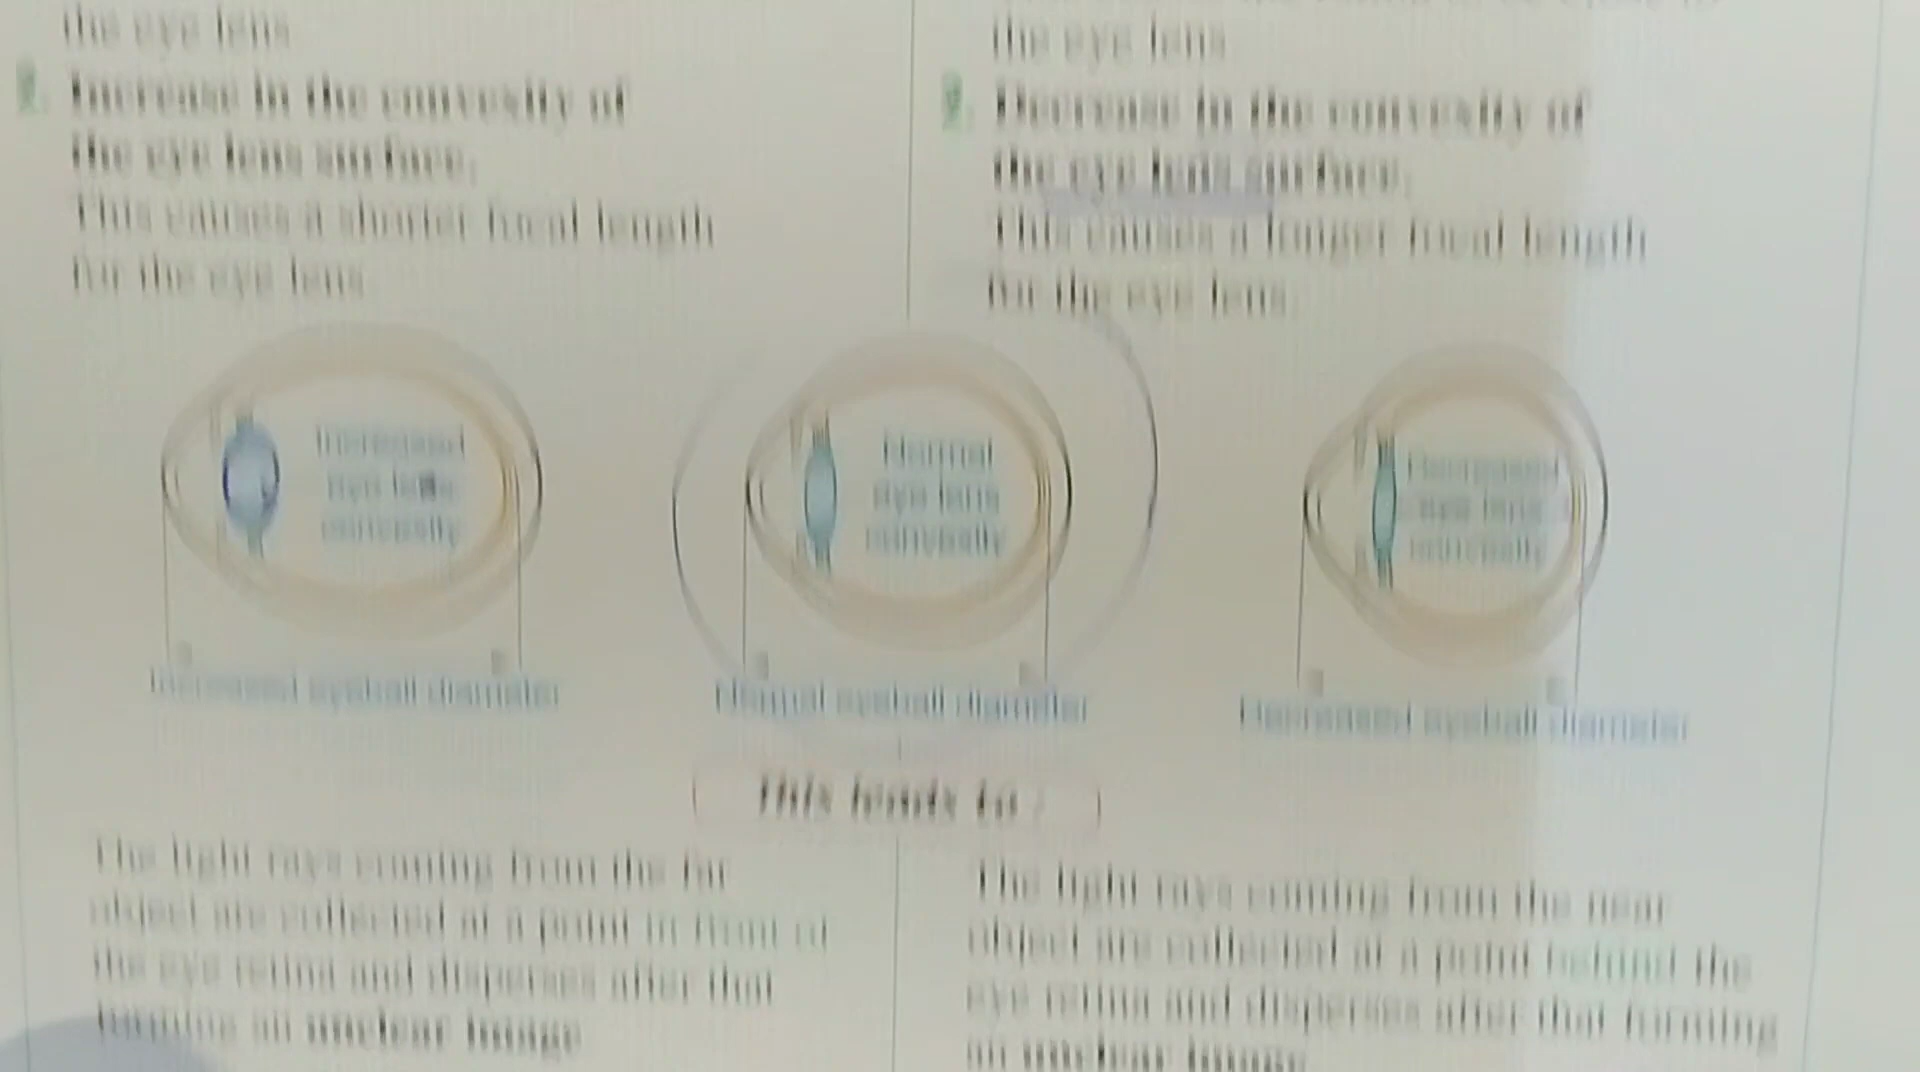 the eye lens
2. Increase in the convexity of
the eye lens surface.
This causes a shorter focal length
for the eye lens
the eye lens
2. Decrease in the convexity of
the eye lens surface.
This causes a longer focal length
for the eye lens
Increased
eye lens
convexity
Normal
eye lens
convexity
Decreased
eye lens
convexity
Increased eyeball diameter
Normal eyeball diameter
Decreased eyeball diameter
This leads to
The light rays coming from the far
object are collected at a point in front of
the eye retina and disperses after that
forming an unclear image
The light rays coming from the near
object are collected at a point behind the
eye retina and disperses after that forming
an unclear image